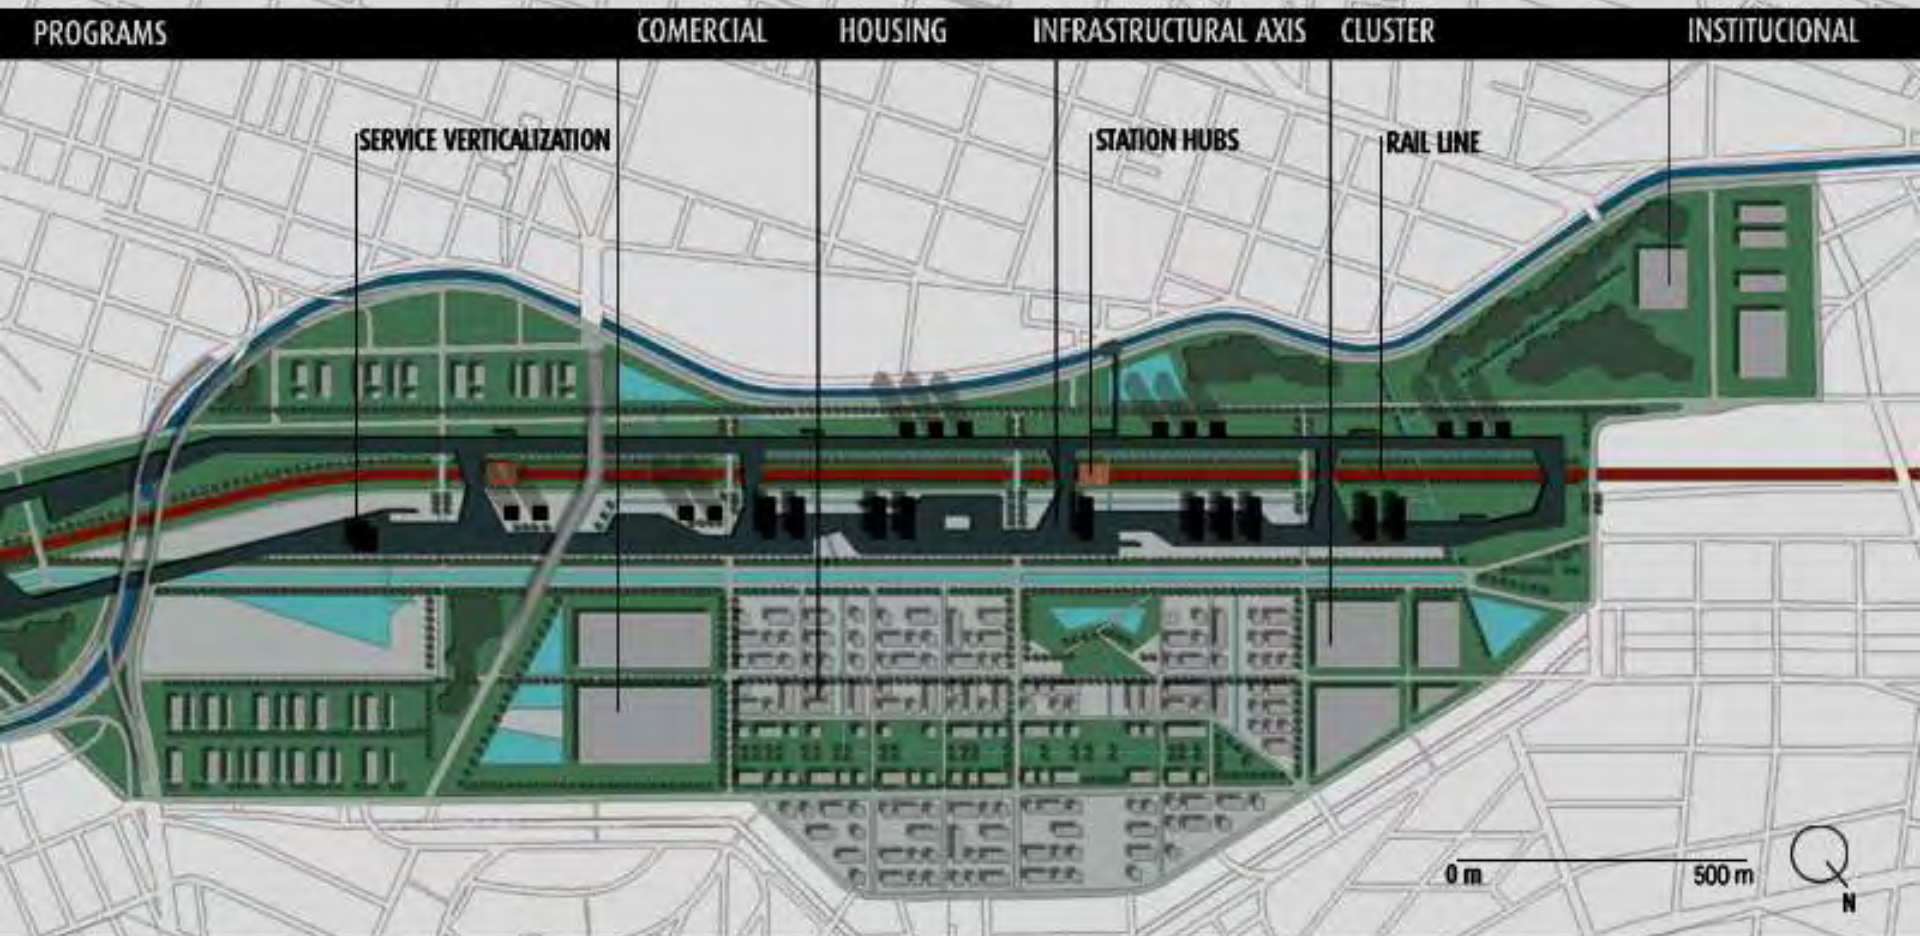 PROGRAMS COMERCIAL HOUSING INFRASTRUCTURAL AXIS CLUSTER INSTITUCIONAL
SERVICE VERTICALIZATION STATION HUBS RAIL LINE
0 m 500 m
N